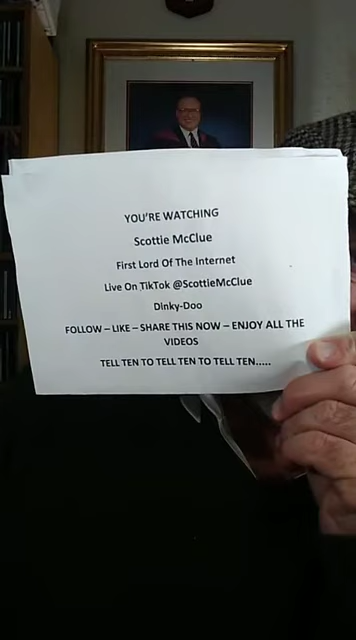 YOU'RE WATCHING
Scottie McClue
First Lord Of The Internet
Live On TikTok @ScottieMcClue
Dinky-Doo
FOLLOW – LIKE – SHARE THIS NOW – ENJOY ALL THE
VIDEOS
TELL TEN TO TELL TEN TO TELL TEN.....